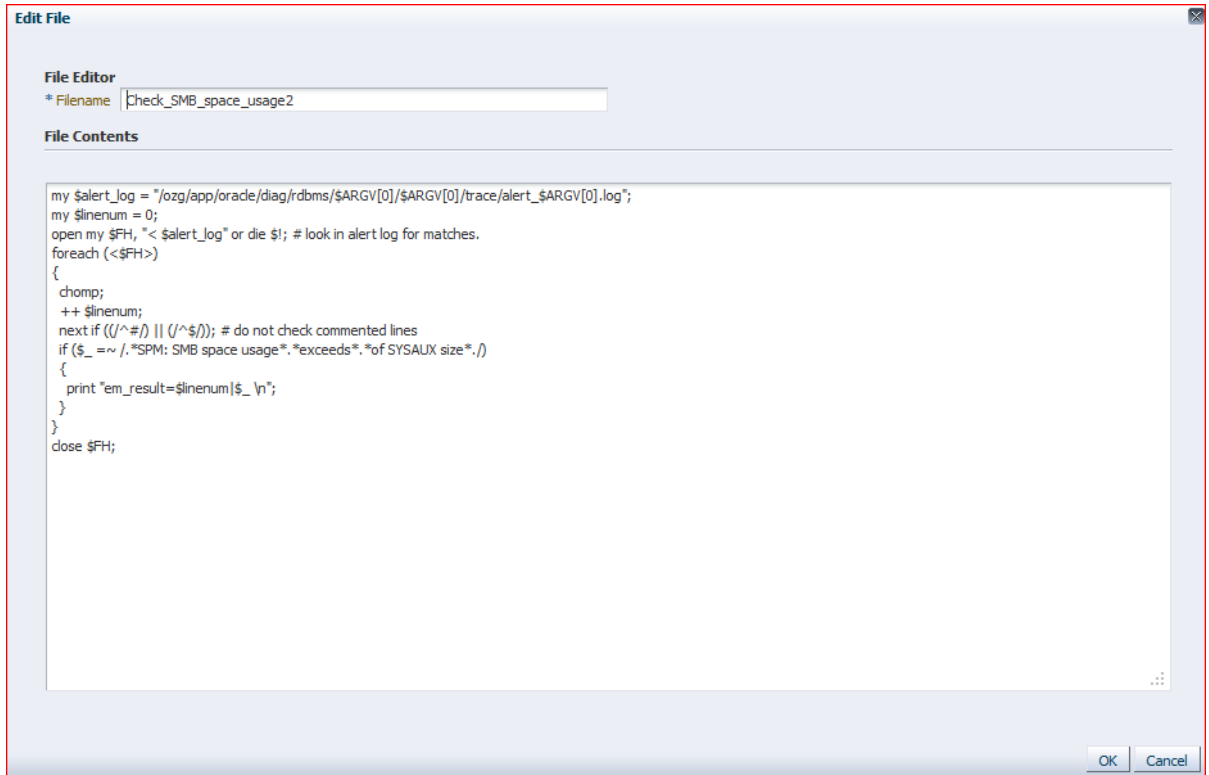 Edit File
File Editor
* Filename Check_SMB_space_usage2
File Contents
my $alert_log = "/ozg/app/oracle/diag/rdbms/$ARGV[0]/$ARGV[0]/trace/alert_$ARGV[0].log";
my $linenum = 0;
open my $FH, "< $alert_log" or die $!; # look in alert log for matches.
foreach (<$FH>)
{
  chomp;
  ++ $linenum;
  next if ((/^#/) || (/^$/)); # do not check commented lines
  if ($_ =~ /.*SPM: SMB space usage*.*exceeds*.*of SYSAUX size*./)
  {
    print "em_result=$linenum|$_ \n";
  }
}
close $FH;
OK Cancel